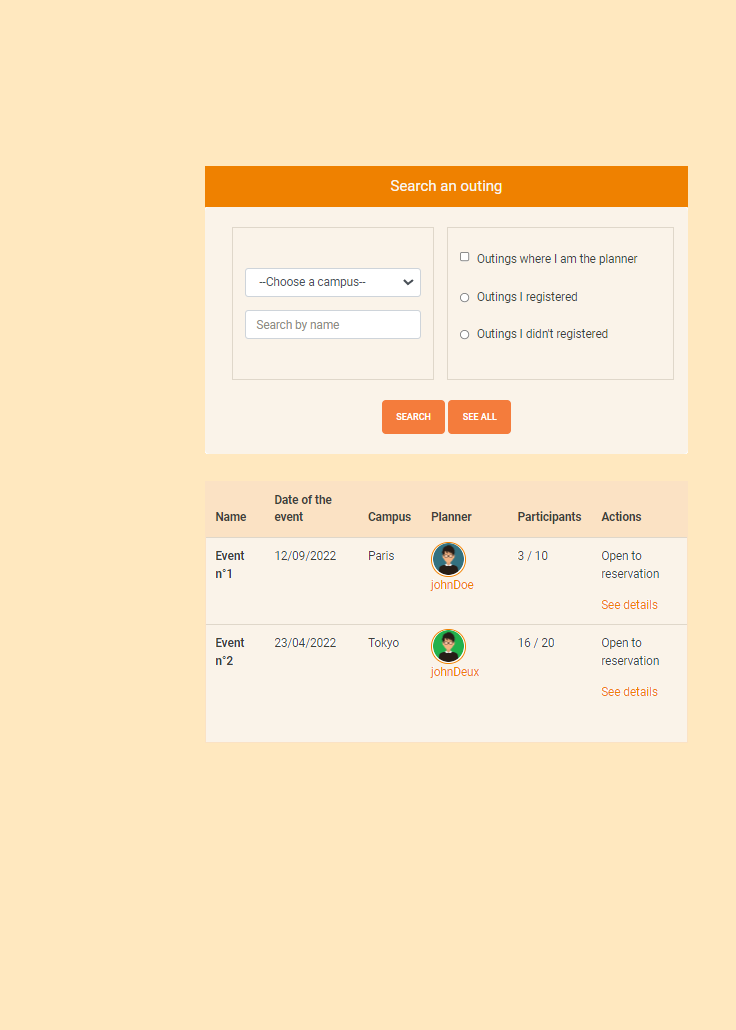 Search an outing
--Choose a campus--
Search by name
Outings where I am the planner
Outings I registered
Outings I didn't registered
SEARCH SEE ALL
Name Date of the event Campus Planner Participants Actions
Event n°1 12/09/2022 Paris johnDoe 3 / 10 Open to reservation
See details
Event n°2 23/04/2022 Tokyo johnDeux 16 / 20 Open to reservation
See details